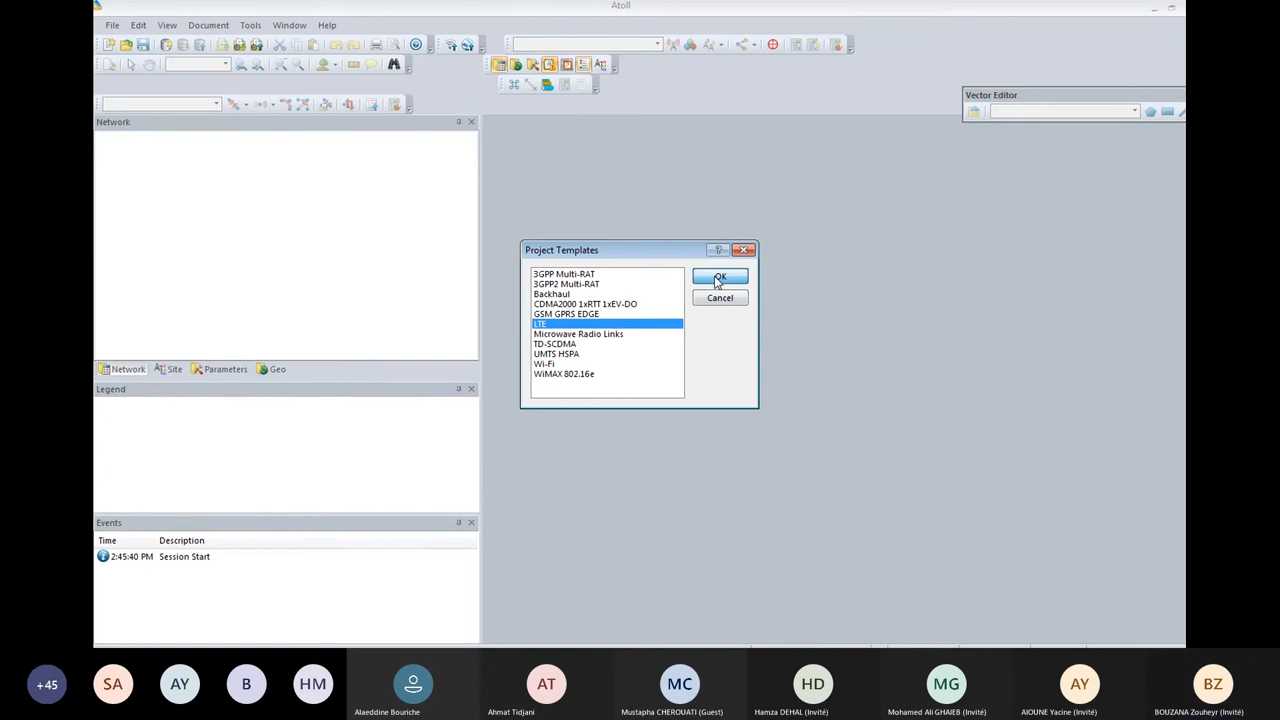 Atoll
File Edit View Document Tools Window Help
Vector Editor
Network
Project Templates
3GPP Multi-RAT
OK
3GPP2 Multi-RAT
Backhaul
Cancel
CDMA2000 1xRTT 1xEV-DO
GSM GPRS EDGE
LTE
Microwave Radio Links
TD-SCDMA
UMTS HSPA
Wi-Fi
WiMAX 802.16e
Network Site Parameters Geo
Legend
Events
Time Description
2:45:40 PM Session Start
+45 SA AY B HM AT MC HD MG AY BZ
Alaeddine Bouriche Ahmat Tidjani Mustapha CHEROUATI (Guest) Hamza DEHAL (Invité) Mohamed Ali GHAIEB (Invité) AIOUNE Yacine (Invité) BOUZANA Zouheyr (Invité)